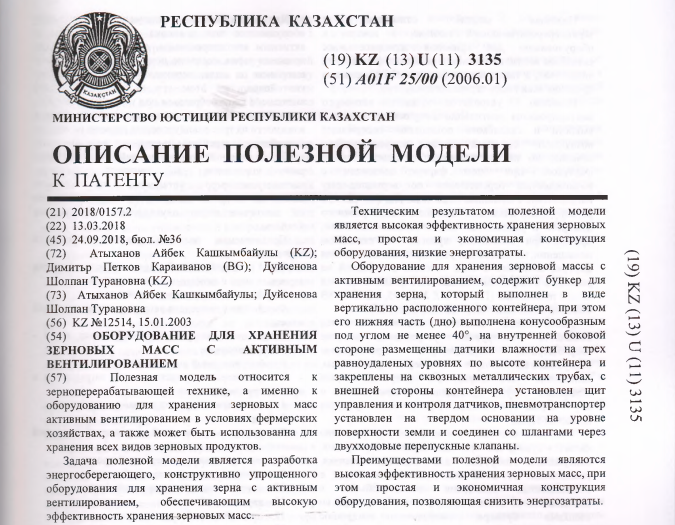 РЕСПУБЛИКА КАЗАХСТАН
(19) KZ (13) U (11) 3135
(51) A01F 25/00 (2006.01)
КАЗАХСТАН
МИНИСТЕРСТВО ЮСТИЦИИ РЕСПУБЛИКИ КАЗАХСТАН
ОПИСАНИЕ ПОЛЕЗНОЙ МОДЕЛИ
К ПАТЕНТУ
(21) 2018/0157.2
(22) 13.03.2018
(45) 24.09.2018, бюл. №36
(72) Атыханов Айбек Кашкымбайулы (KZ);
Димитър Петков Караиванов (BG); Дуйсенова
Шолпан Турановна (KZ)
(73) Атыханов Айбек Кашкымбайулы; Дуйсенова
Шолпан Турановна
(56) KZ №12514, 15.01.2003
(54) ОБОРУДОВАНИЕ ДЛЯ ХРАНЕНИЯ
ЗЕРНОВЫХ МАСС С АКТИВНЫМ
ВЕНТИЛИРОВАНИЕМ
(57) Полезная модель относится к
зерноперерабатывающей технике, а именно к
оборудованию для хранения зерновых масс
активным вентилированием в условиях фермерских
хозяйствах, а также может быть использована для
хранения всех видов зерновых продуктов.
Задача полезной модели является разработка
энергосберегающего, конструктивно упрощенного
оборудования для хранения зерна с активным
вентилированием, обеспечивающим высокую
эффективность хранения зерновых масс.
Техническим результатом полезной модели
является высокая эффективность хранения зерновых
масс, простая и экономичная конструкция
оборудования, низкие энергозатраты.
Оборудование для хранения зерновой массы с
активным вентилированием, содержит бункер для
хранения зерна, который выполнен в виде
вертикально расположенного контейнера, при этом
его нижняя часть (дно) выполнена конусообразным
под углом не менее 40°, на внутренней боковой
стороне размещенны датчики влажности на трех
равноудаленых уровнях по высоте контейнера и
закреплены на сквозных металлических трубах, с
внешней стороны контейнера установлен щит
управления и контроля датчиков, пневмотранспортер
установлен на твердом основании на уровне
поверхности земли и соединен со шлангами через
двухходовые перепускные клапаны.
Преимуществами полезной модели являются
высокая эффективность хранения зерновых масс, при
этом простая и экономичная конструкция
оборудования, позволяющая снизить энергозатраты.
(19) KZ (13) U (11) 3135